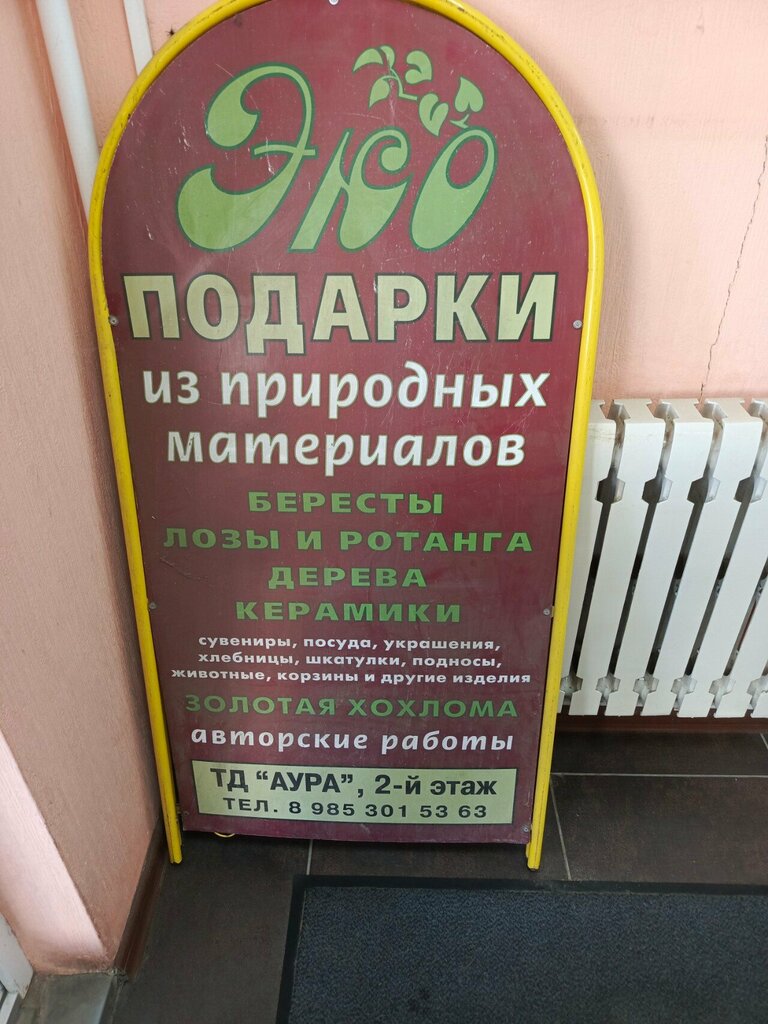 Эко
ПОДАРКИ
из природных
материалов
БЕРЕСТЫ
ЛОЗЫ И РОТАНГА
ДЕРЕВА
КЕРАМИКИ
сувениры, посуда, украшения,
хлебницы, шкатулки, подносы,
животные, корзины и другие изделия
ЗОЛОТАЯ ХОХЛОМА
авторские работы
ТД "АУРА", 2-й этаж
ТЕЛ. 8 985 301 53 63